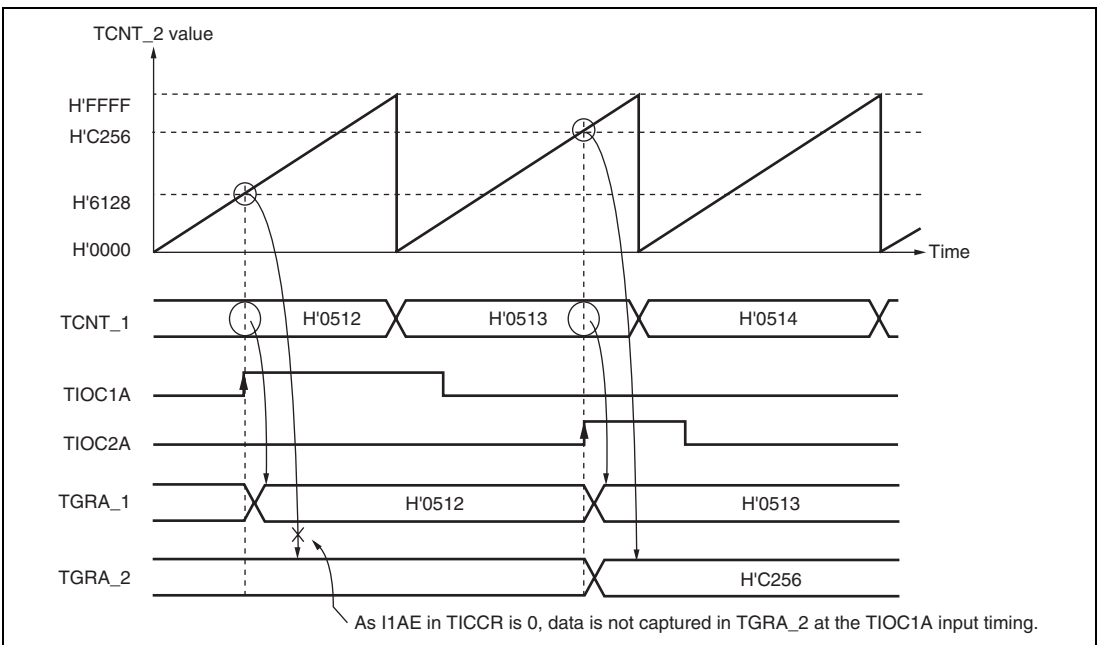 TCNT_2 value
H'FFFF
H'C256
H'6128
H'0000
Time
TCNT_1
H'0512
H'0513
H'0514
TIOC1A
TIOC2A
TGRA_1
H'0512
H'0513
TGRA_2
H'C256
As I1AE in TICCR is 0, data is not captured in TGRA_2 at the TIOC1A input timing.